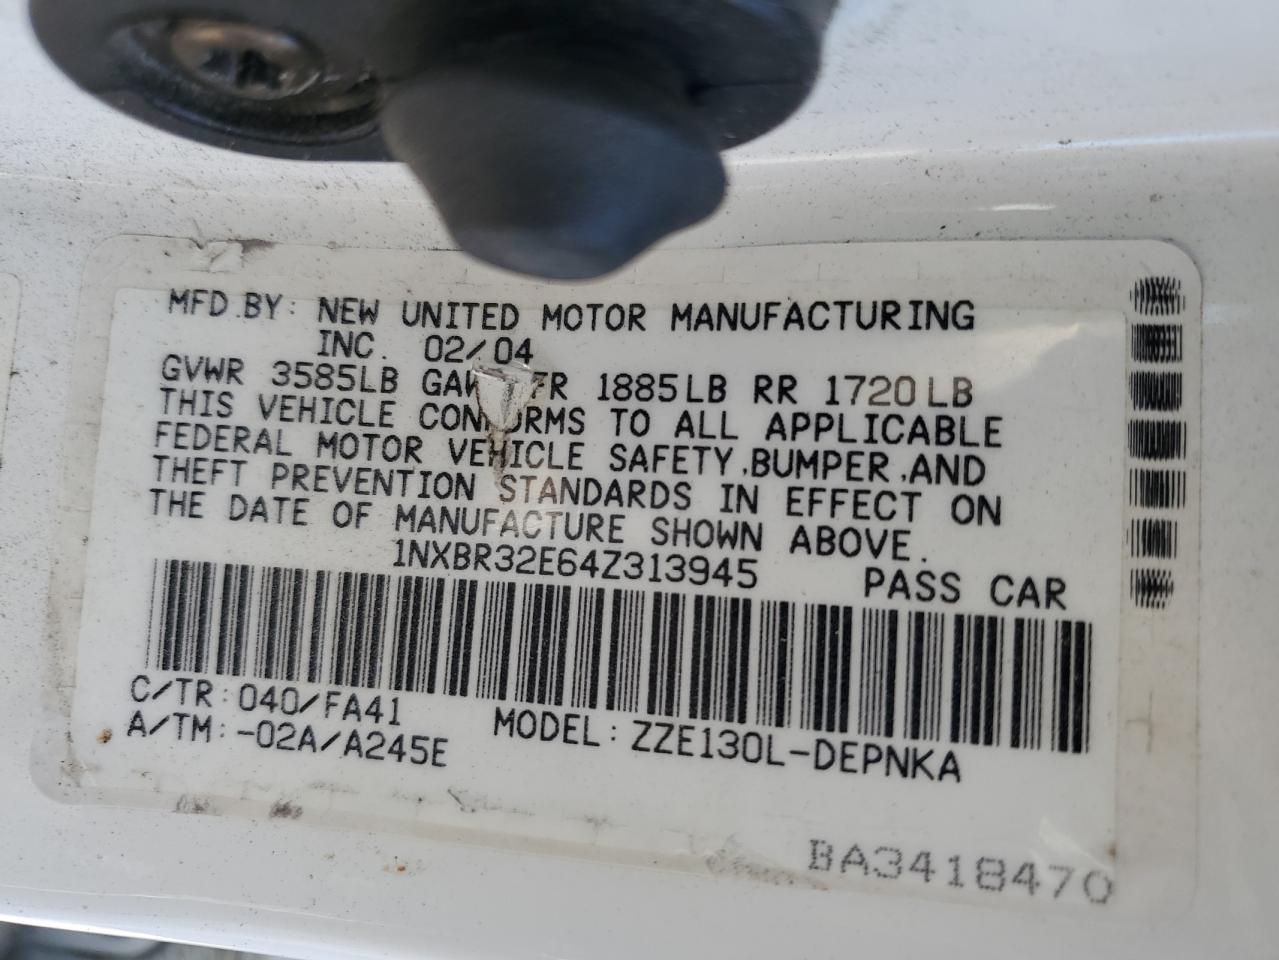 MFD.BY: NEW UNITED MOTOR MANUFACTURING
INC. 02/04
GVWR 3585LB FR 1885LB RR 1720LB
THIS VEHICLE CONFORMS TO ALL APPLICABLE
FEDERAL MOTOR VEHICLE SAFETY,BUMPER,AND
THEFT PREVENTION STANDARDS IN EFFECT ON
THE DATE OF MANUFACTURE SHOWN ABOVE.
1NXBR32E64Z313945 PASS CAR
C/TR:040/FA41
A/TM:-02A/A245E MODEL:ZZE130L-DEPNKA
BA3418470